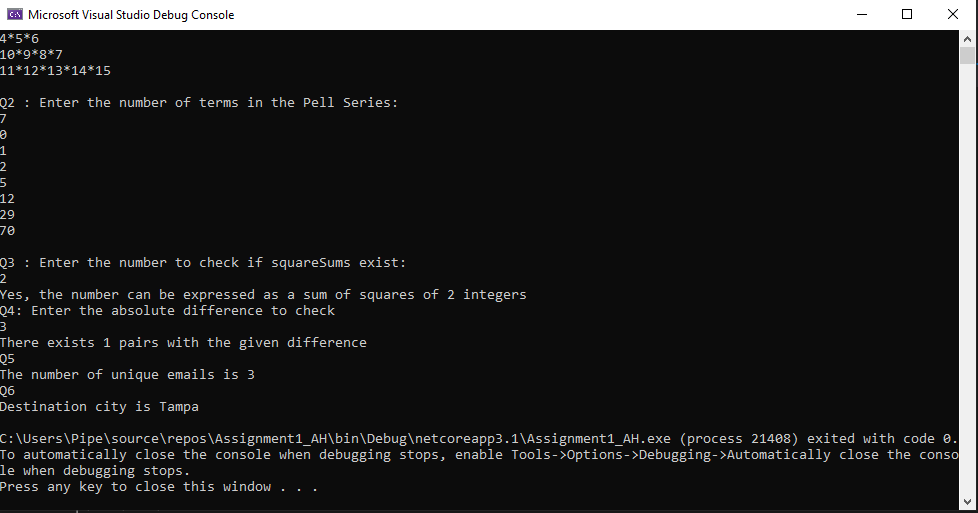 Microsoft Visual Studio Debug Console
4*5*6
10*9*8*7
11*12*13*14*15
Q2 : Enter the number of terms in the Pell Series:
7
0
1
2
5
12
29
70
Q3 : Enter the number to check if squareSums exist:
2
Yes, the number can be expressed as a sum of squares of 2 integers
Q4: Enter the absolute difference to check
3
There exists 1 pairs with the given difference
Q5
The number of unique emails is 3
Q6
Destination city is Tampa
C:\Users\Pipe\source\repos\Assignment1_AH\bin\Debug\netcoreapp3.1\Assignment1_AH.exe (process 21408) exited with code 0.
To automatically close the console when debugging stops, enable Tools->Options->Debugging->Automatically close the conso
le when debugging stops.
Press any key to close this window . . .